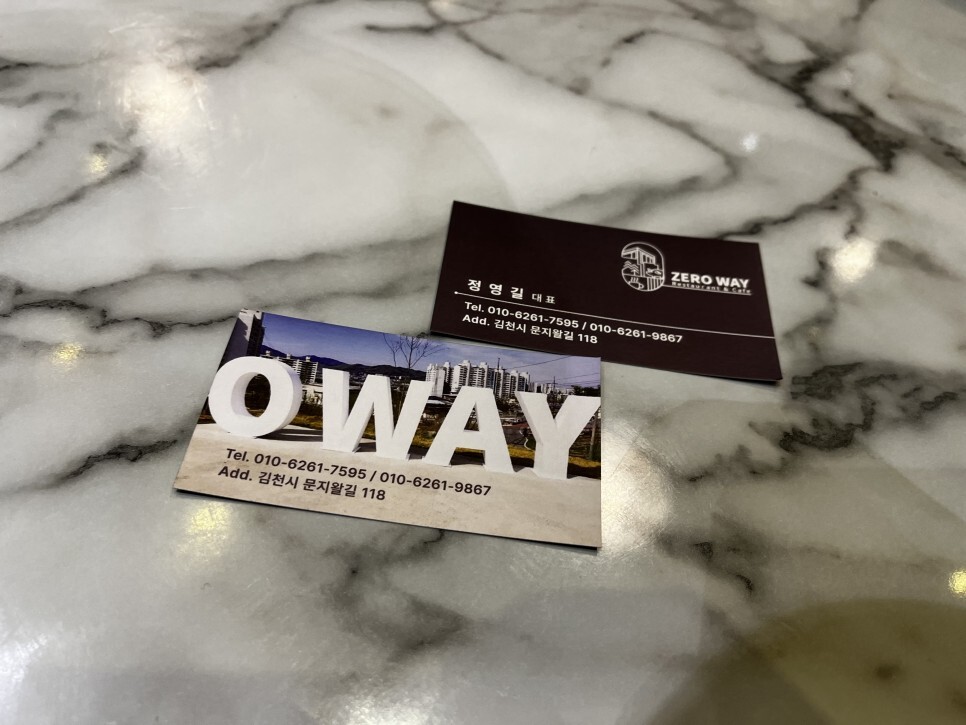 ZERO WAY
Restaurant & Cafe
정영길 대표
Tel. 010-6261-7595 / 010-6261-9867
Add. 김천시 문지왈길 118
O WAY
Tel. 010-6261-7595 / 010-6261-9867
Add. 김천시 문지왈길 118